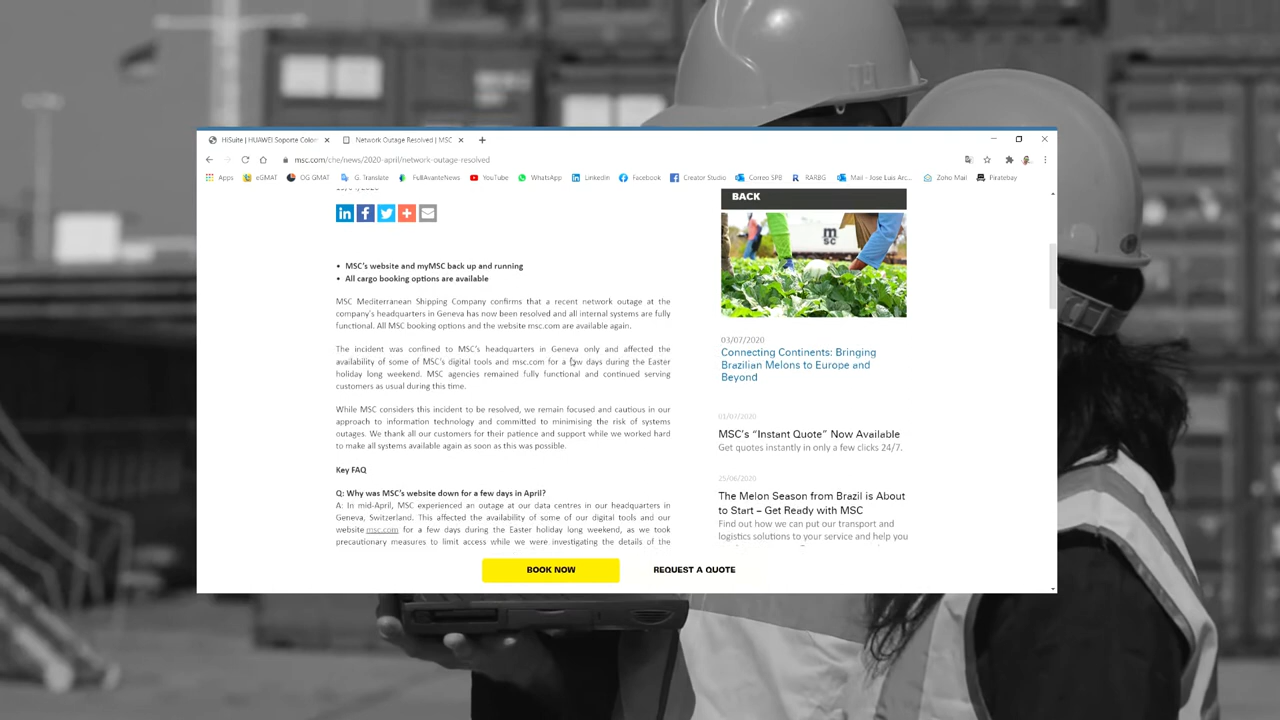 HiSuite | HUAWEI Soporte Colom
Network Outage Resolved | MSC
msc.com/che/news/2020-april/network-outage-resolved
Apps
eGMAT
OG GMAT
G. Translate
FullAvanteNews
YouTube
WhatsApp
Linkedin
Facebook
Creator Studio
Correo SPB
RARBG
Mail - Jose Luis Arc...
Zoho Mail
Piratebay
• MSC's website and myMSC back up and running
• All cargo booking options are available
MSC Mediterranean Shipping Company confirms that a recent network outage at the
company's headquarters in Geneva has now been resolved and all internal systems are fully
functional. All MSC booking options and the website msc.com are available again.
The incident was confined to MSC's headquarters in Geneva only and affected the
availability of some of MSC's digital tools and msc.com for a few days during the Easter
holiday long weekend. MSC agencies remained fully functional and continued serving
customers as usual during this time.
While MSC considers this incident to be resolved, we remain focused and cautious in our
approach to information technology and committed to minimising the risk of systems
outages. We thank all our customers for their patience and support while we worked hard
to make all systems available again as soon as this was possible.
Key FAQ
Q: Why was MSC's website down for a few days in April?
A: In mid-April, MSC experienced an outage at our data centres in our headquarters in
Geneva, Switzerland. This affected the availability of some of our digital tools and our
website msc.com for a few days during the Easter holiday long weekend, as we took
precautionary measures to limit access while we were investigating the details of the
BACK
msc
03/07/2020
Connecting Continents: Bringing
Brazilian Melons to Europe and
Beyond
01/07/2020
MSC's "Instant Quote" Now Available
Get quotes instantly in only a few clicks 24/7.
25/06/2020
The Melon Season from Brazil is About
to Start – Get Ready with MSC
Find out how we can put our transport and
logistics solutions to your service and help you
BOOK NOW
REQUEST A QUOTE